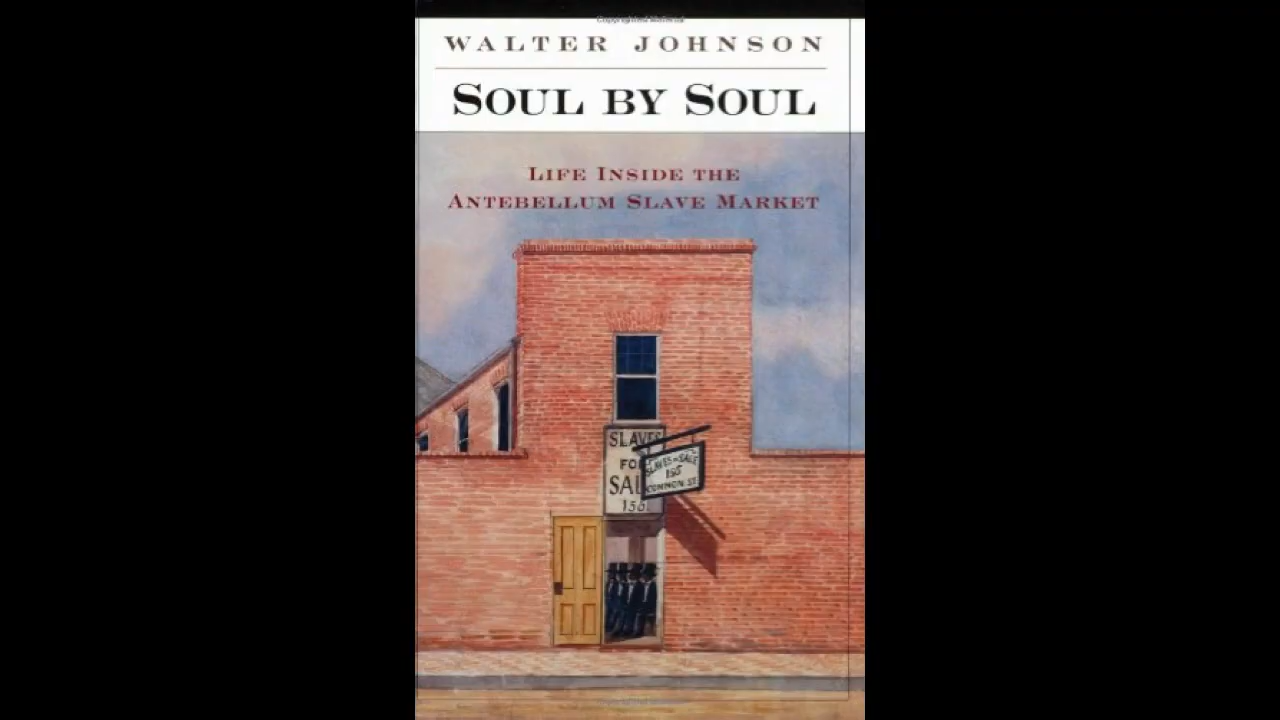 WALTER JOHNSON
SOUL BY SOUL
LIFE INSIDE THE
ANTEBELLUM SLAVE MARKET
SLAVES
FO
SAL
156
SLAVES
SALE
156
COMMON ST